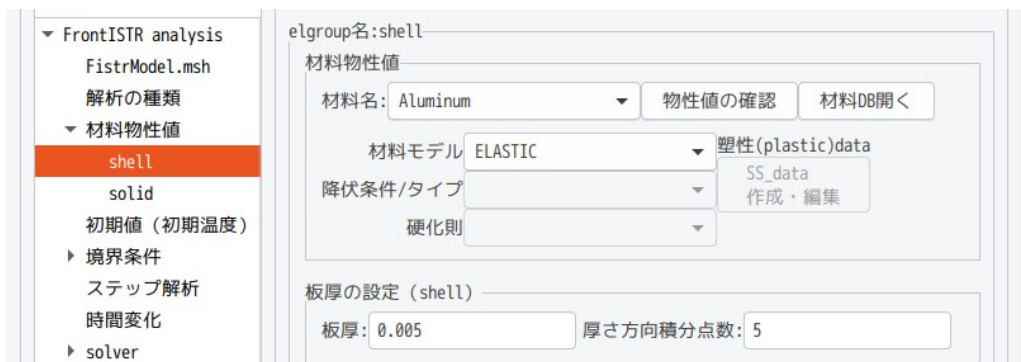 FrontISTR analysis
FistrModel.msh
解析の種類
材料物性値
shell
solid
初期値（初期温度）
境界条件
ステップ解析
時間変化
solver
elgroup名:shell
材料物性値
材料名: Aluminum 物性値の確認 材料DB開く
材料モデル ELASTIC 塑性(plastic)data
降伏条件/タイプ SS_data
作成・編集
硬化則
板厚の設定 (shell)
板厚: 0.005 厚さ方向積分点数: 5